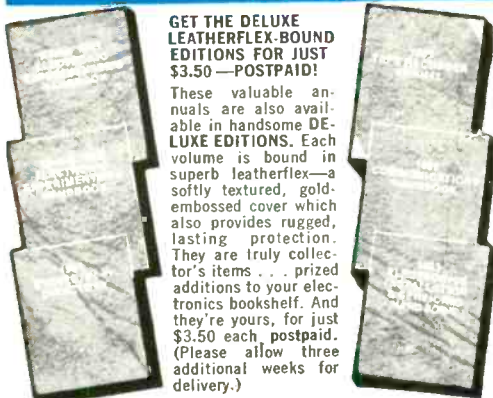 GET THE DELUXE
LEATHERFLEX-BOUND
EDITIONS FOR JUST
$3.50—POSTPAID!
These valuable an-
nuals are also avail-
able in handsome DE-
LUXE EDITIONS. Each
volume is bound in
superb leatherflex—a
softly textured, gold-
embossed cover which
also provides rugged,
lasting protection.
They are truly collec-
tor's items . . . prized
additions to your elec-
tronics bookshelf. And
they're yours, for just
$3.50 each postpaid.
(Please allow three
additional weeks for
delivery.)